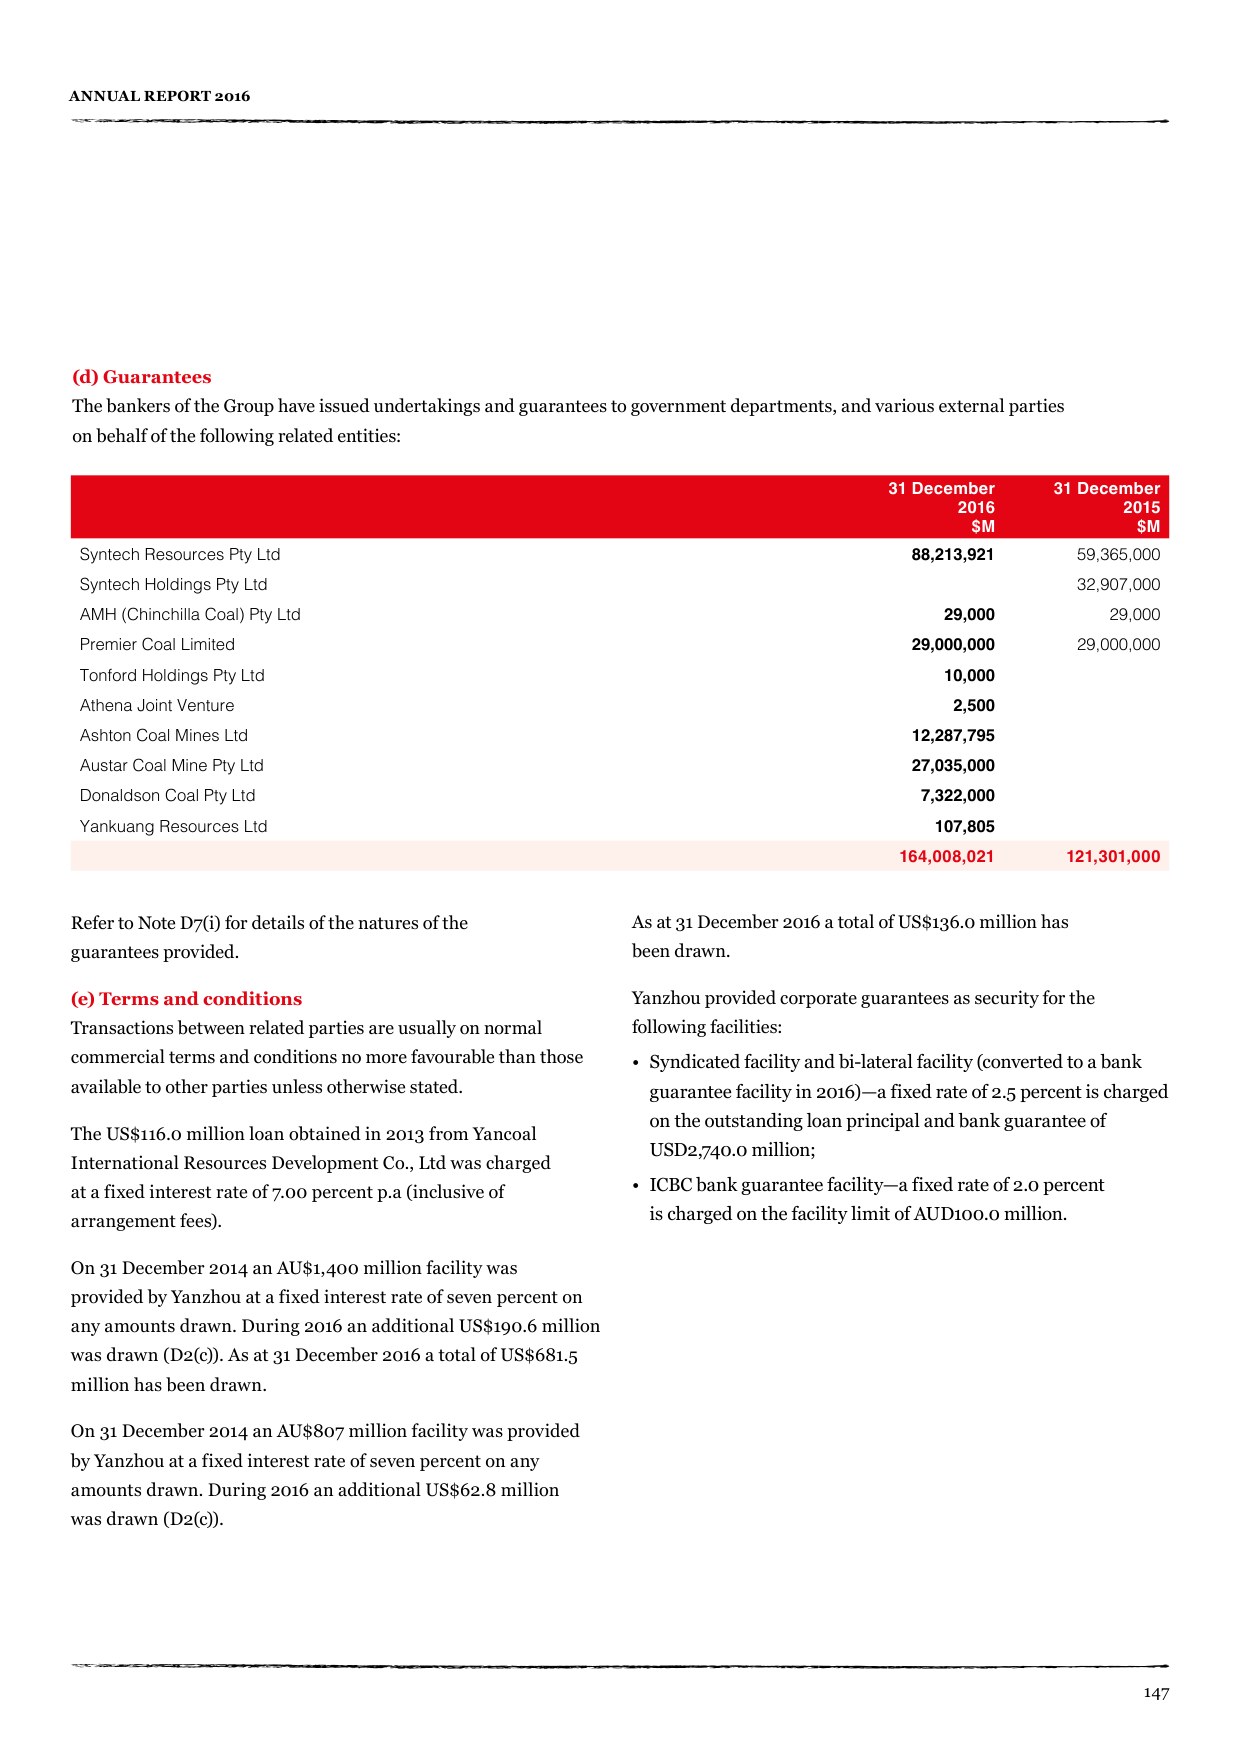 ANNUAL REPORT 2016
(d) Guarantees
The bankers of the Group have issued undertakings and guarantees to government departments, and various external parties
on behalf of the following related entities:
31 December 31 December
2016 2015
$M $M
Syntech Resources Pty Ltd 88,213,921 59,365,000
Syntech Holdings Pty Ltd 32,907,000
AMH (Chinchilla Coal) Pty Ltd 29,000 29,000
Premier Coal Limited 29,000,000 29,000,000
Tonford Holdings Pty Ltd 10,000
Athena Joint Venture 2,500
Ashton Coal Mines Ltd 12,287,795
Austar Coal Mine Pty Ltd 27,035,000
Donaldson Coal Pty Ltd 7,322,000
Yankuang Resources Ltd 107,805
164,008,021 121,301,000
Refer to Note D7(i) for details of the natures of the
guarantees provided.
(e) Terms and conditions
Transactions between related parties are usually on normal
commercial terms and conditions no more favourable than those
available to other parties unless otherwise stated.
The US$116.0 million loan obtained in 2013 from Yancoal
International Resources Development Co., Ltd was charged
at a fixed interest rate of 7.00 percent p.a (inclusive of
arrangement fees).
On 31 December 2014 an AU$1,400 million facility was
provided by Yanzhou at a fixed interest rate of seven percent on
any amounts drawn. During 2016 an additional US$190.6 million
was drawn (D2(c)). As at 31 December 2016 a total of US$681.5
million has been drawn.
On 31 December 2014 an AU$807 million facility was provided
by Yanzhou at a fixed interest rate of seven percent on any
amounts drawn. During 2016 an additional US$62.8 million
was drawn (D2(c)).
As at 31 December 2016 a total of US$136.0 million has
been drawn.
Yanzhou provided corporate guarantees as security for the
following facilities:
• Syndicated facility and bi-lateral facility (converted to a bank
guarantee facility in 2016)—a fixed rate of 2.5 percent is charged
on the outstanding loan principal and bank guarantee of
USD2,740.0 million;
• ICBC bank guarantee facility—a fixed rate of 2.0 percent
is charged on the facility limit of AUD100.0 million.
147